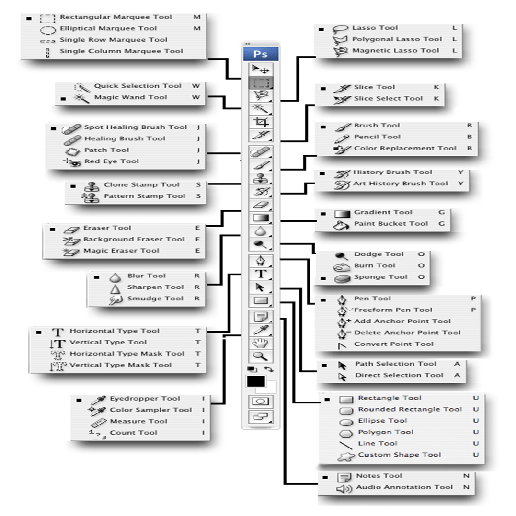 Rectangular Marquee Tool M
Elliptical Marquee Tool M
Single Row Marquee Tool
Single Column Marquee Tool
Quick Selection Tool W
Magic Wand Tool W
Spot Healing Brush Tool J
Healing Brush Tool J
Patch Tool J
Red Eye Tool J
Clone Stamp Tool S
Pattern Stamp Tool S
Eraser Tool E
Background Eraser Tool E
Magic Eraser Tool E
Blur Tool R
Sharpen Tool R
Smudge Tool R
Horizontal Type Tool T
Vertical Type Tool T
Horizontal Type Mask Tool T
Vertical Type Mask Tool T
Eyedropper Tool I
Color Sampler Tool I
Measure Tool I
Count Tool I
Ps
Lasso Tool L
Polygonal Lasso Tool L
Magnetic Lasso Tool L
Slice Tool K
Slice Select Tool K
Brush Tool B
Pencil Tool B
Color Replacement Tool B
History Brush Tool Y
Art History Brush Tool Y
Gradient Tool G
Paint Bucket Tool G
Dodge Tool O
Burn Tool O
Sponge Tool O
Pen Tool P
Freeform Pen Tool P
Add Anchor Point Tool
Delete Anchor Point Tool
Convert Point Tool
Path Selection Tool A
Direct Selection Tool A
Rectangle Tool U
Rounded Rectangle Tool U
Ellipse Tool U
Polygon Tool U
Line Tool U
Custom Shape Tool U
Notes Tool N
Audio Annotation Tool N